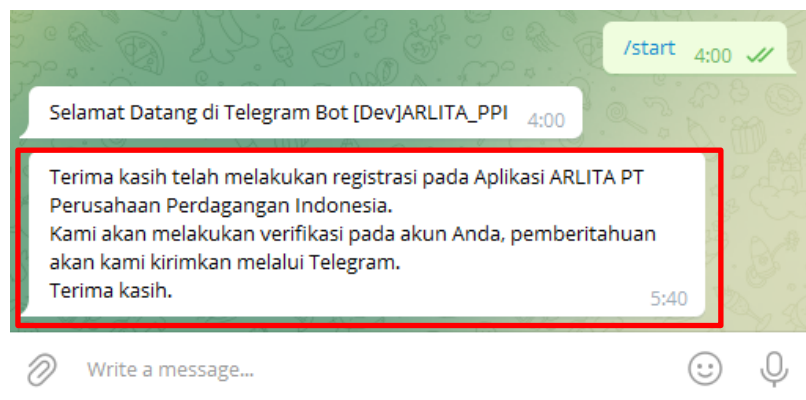 /start 4:00
Selamat Datang di Telegram Bot [Dev]ARLITA_PPI 4:00
Terima kasih telah melakukan registrasi pada Aplikasi ARLITA PT
Perusahaan Perdagangan Indonesia.
Kami akan melakukan verifikasi pada akun Anda, pemberitahuan
akan kami kirimkan melalui Telegram.
Terima kasih. 5:40
Write a message...